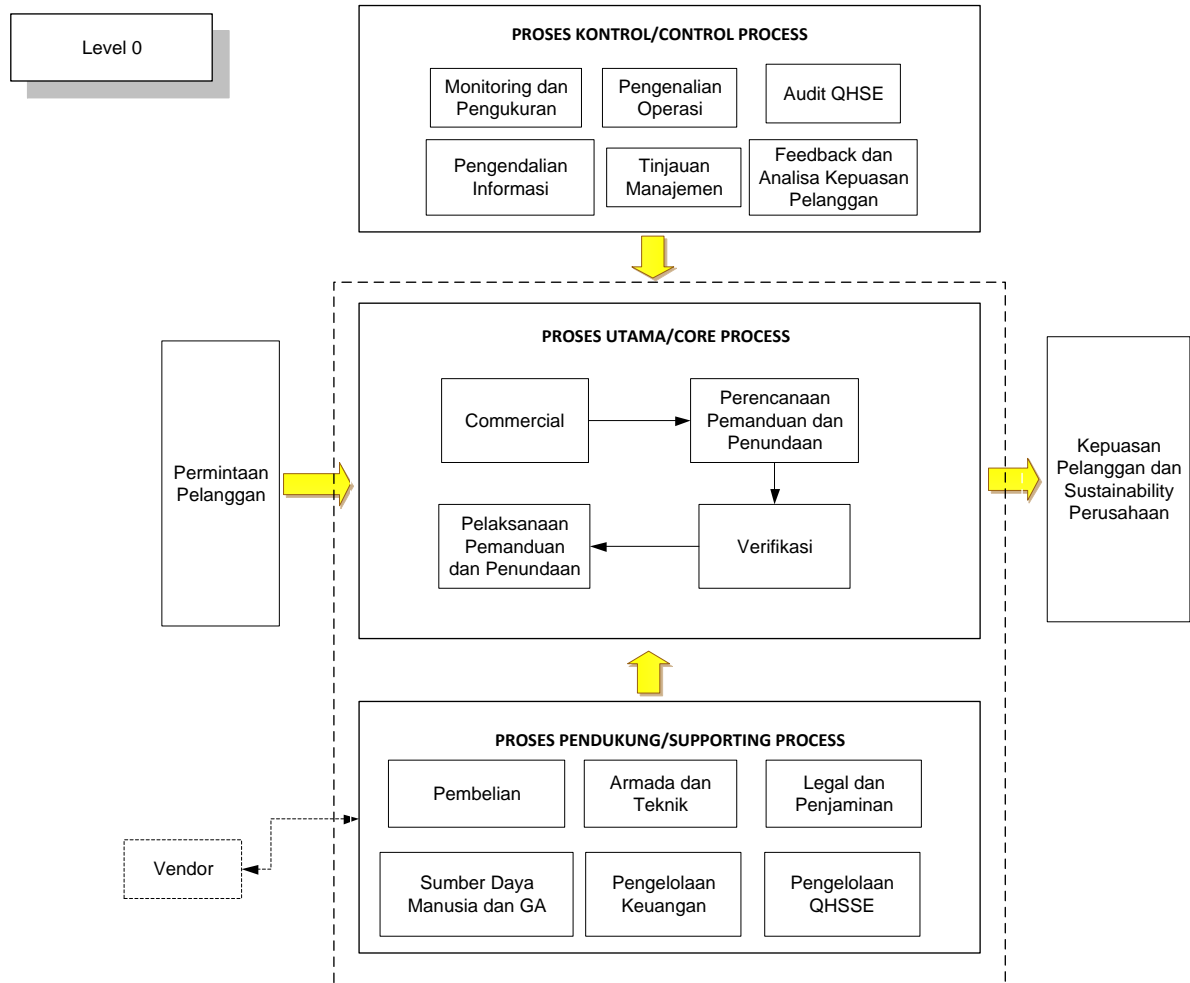 Level 0
PROSES KONTROL/CONTROL PROCESS
Monitoring dan
Pengukuran
Pengenalian
Operasi
Audit QHSE
Pengendalian
Informasi
Tinjauan
Manajemen
Feedback dan
Analisa Kepuasan
Pelanggan
Permintaan
Pelanggan
PROSES UTAMA/CORE PROCESS
Commercial
Perencanaan
Pemanduan dan
Penundaan
Pelaksanaan
Pemanduan
dan Penundaan
Verifikasi
Kepuasan
Pelanggan dan
Sustainability
Perusahaan
PROSES PENDUKUNG/SUPPORTING PROCESS
Pembelian
Armada dan
Teknik
Legal dan
Penjaminan
Vendor
Sumber Daya
Manusia dan GA
Pengelolaan
Keuangan
Pengelolaan
QHSSE